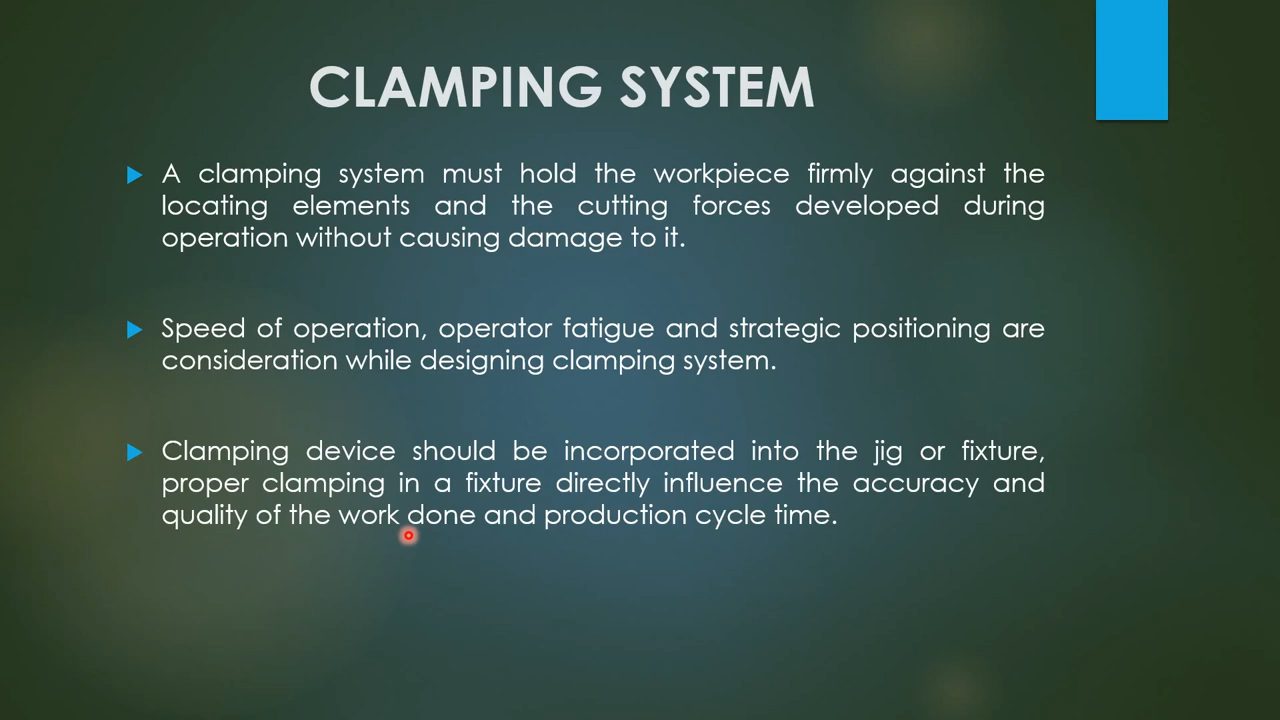 CLAMPING SYSTEM
A clamping system must hold the workpiece firmly against the
locating elements and the cutting forces developed during
operation without causing damage to it.
Speed of operation, operator fatigue and strategic positioning are
consideration while designing clamping system.
Clamping device should be incorporated into the jig or fixture,
proper clamping in a fixture directly influence the accuracy and
quality of the work done and production cycle time.